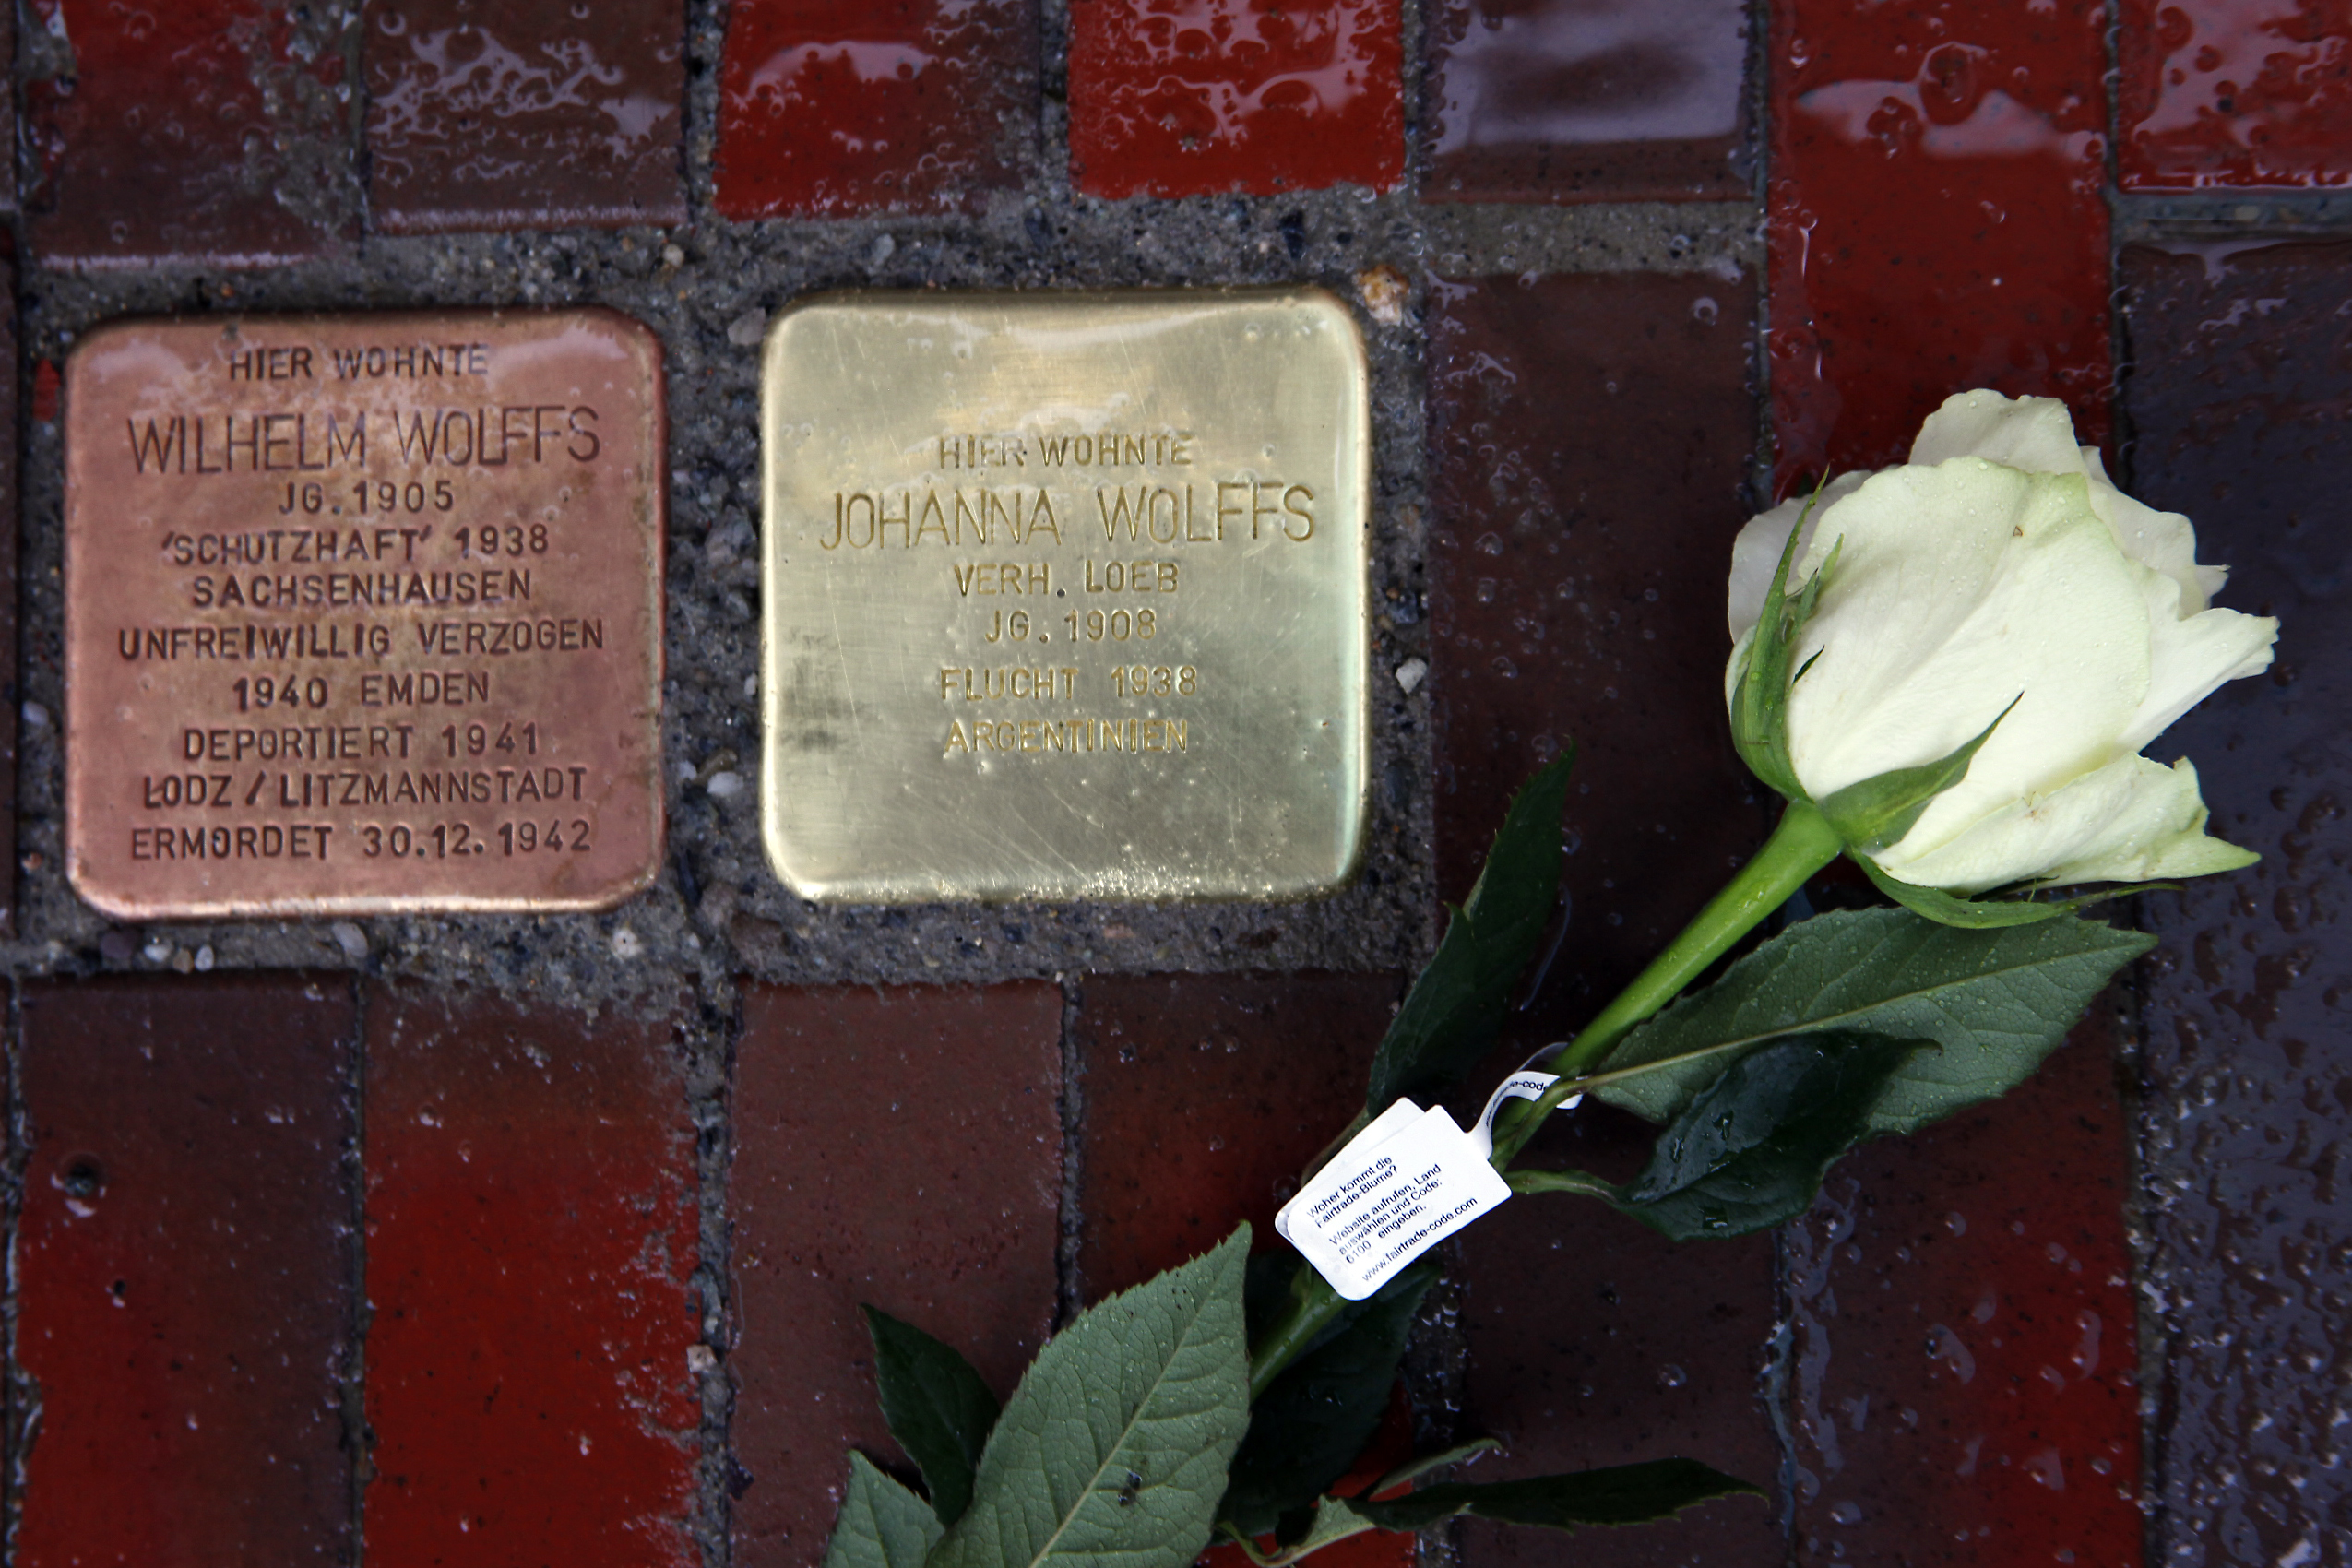 HIER WOHNTE
WILHELM WOLFFS
JG. 1905
'SCHUTZHAFT' 1938
SACHSENHAUSEN
UNFREIWILLIG VERZOGEN
1940 EMDEN
DEPORTIERT 1941
LODZ / LITZMANNSTADT
ERMORDET 30.12.1942
HIER WOHNTE
JOHANNA WOLFFS
VERH. LOEB
JG. 1908
FLUCHT 1938
ARGENTINIEN
Woher kommt die
Fairtrade-Blume?
Website aufrufen, Land
auswählen und Code:
6100 eingeben.
www.fairtrade-code.com